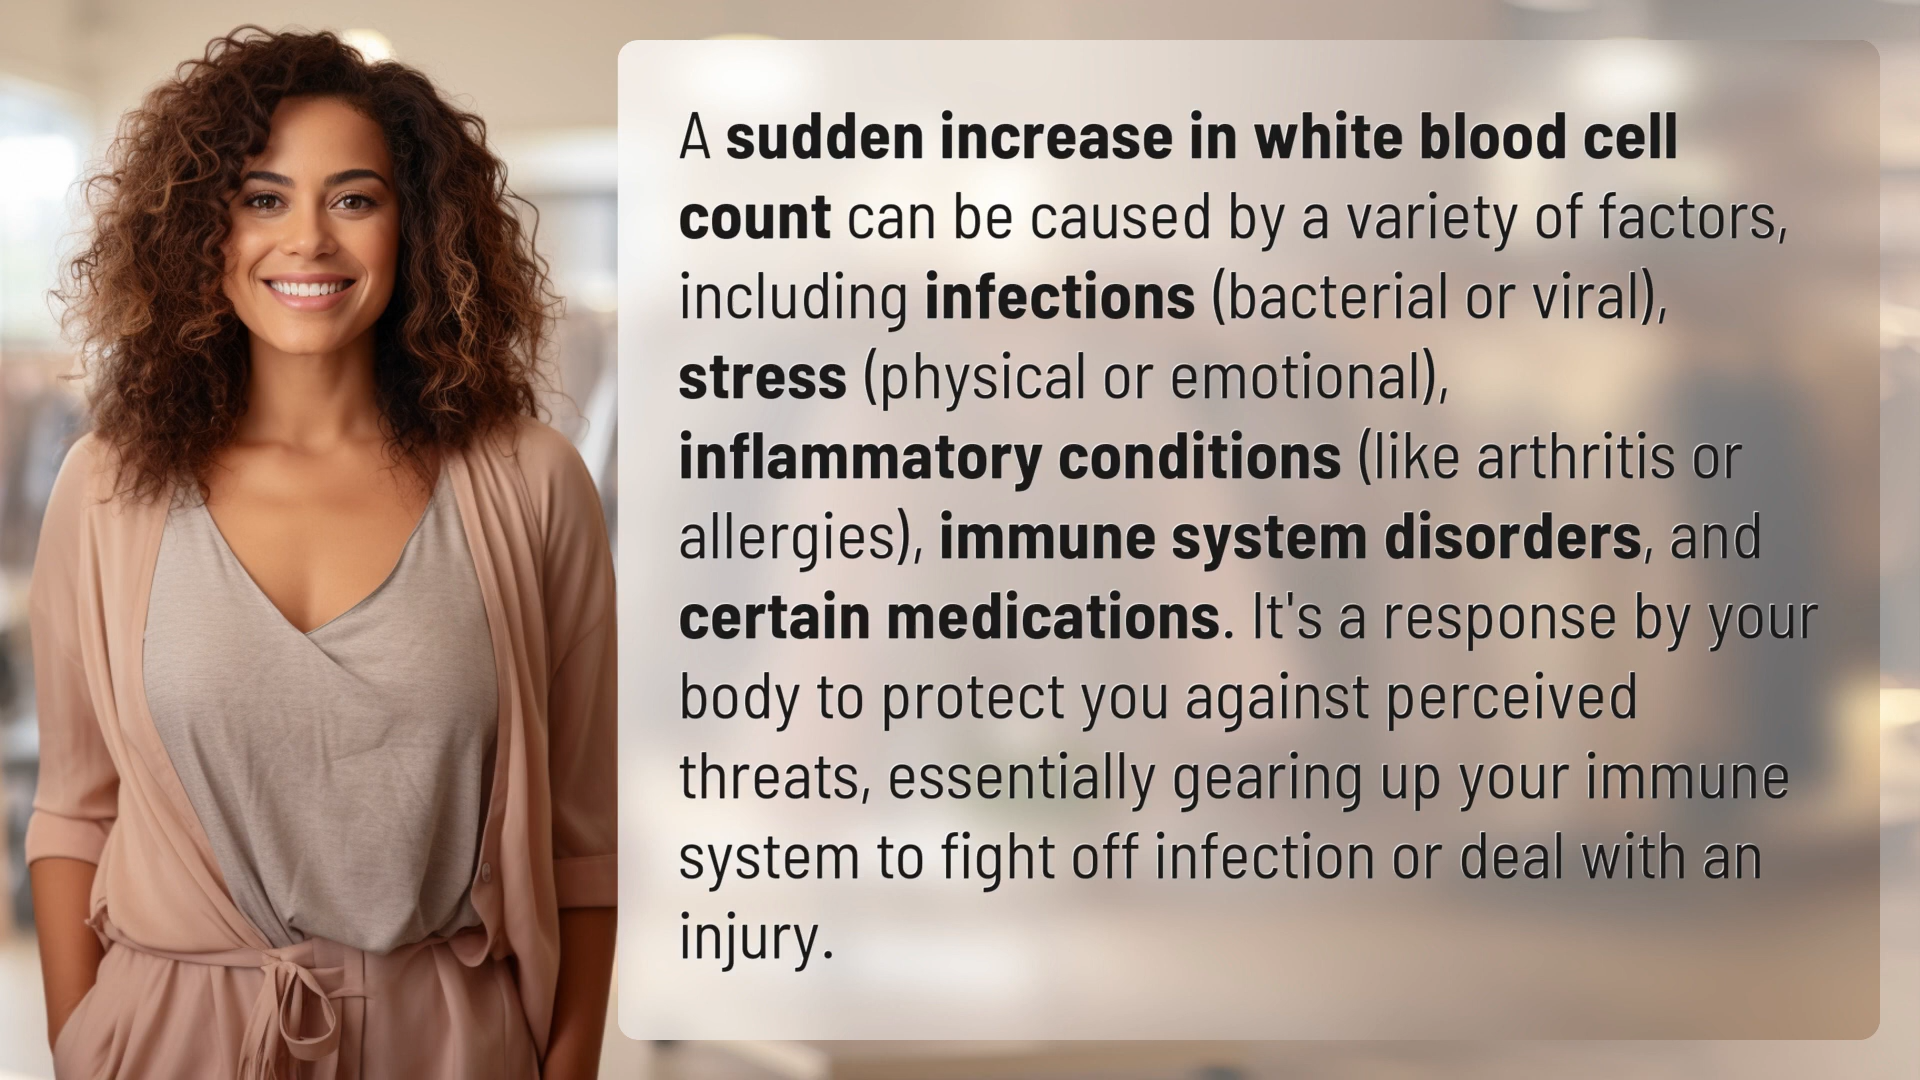 A sudden increase in white blood cell
count can be caused by a variety of factors,
including infections (bacterial or viral),
stress (physical or emotional),
inflammatory conditions (like arthritis or
allergies), immune system disorders, and
certain medications. It's a response by your
body to protect you against perceived
threats, essentially gearing up your immune
system to fight off infection or deal with an
injury.